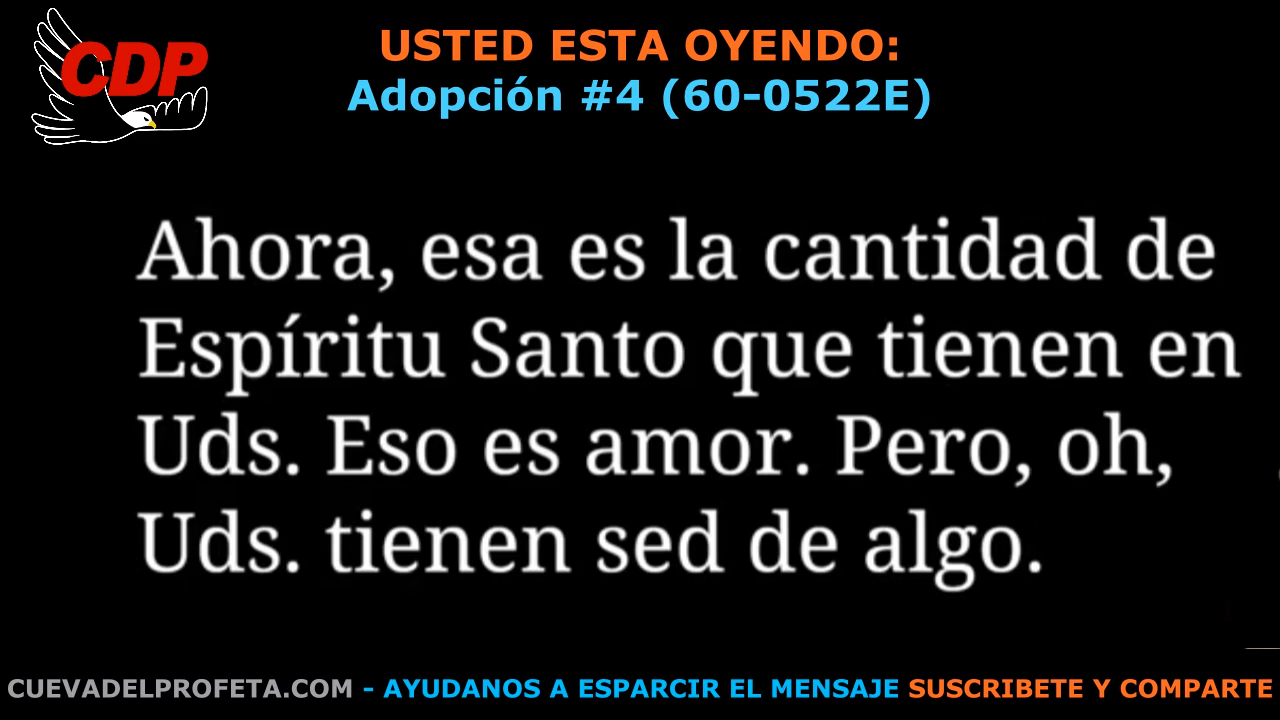 CDP
USTED ESTA OYENDO:
Adopción #4 (60-0522E)
Ahora, esa es la cantidad de
Espíritu Santo que tienen en
Uds. Eso es amor. Pero, oh,
Uds. tienen sed de algo.
CUEVADELPROFETA.COM - AYUDANOS A ESPARCIR EL MENSAJE SUSCRIBETE Y COMPARTE